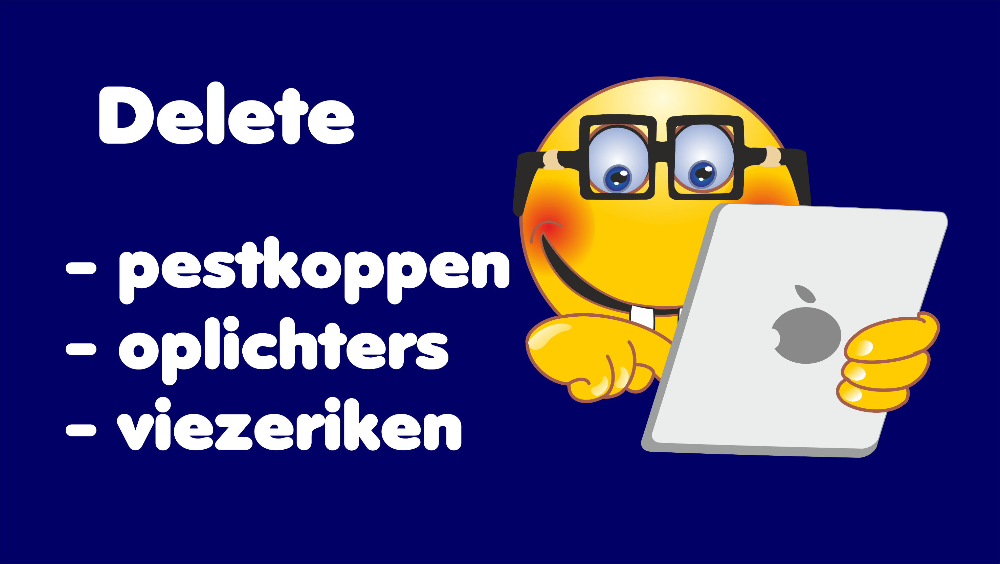 Delete
- pestkoppen
- oplichters
- viezeriken